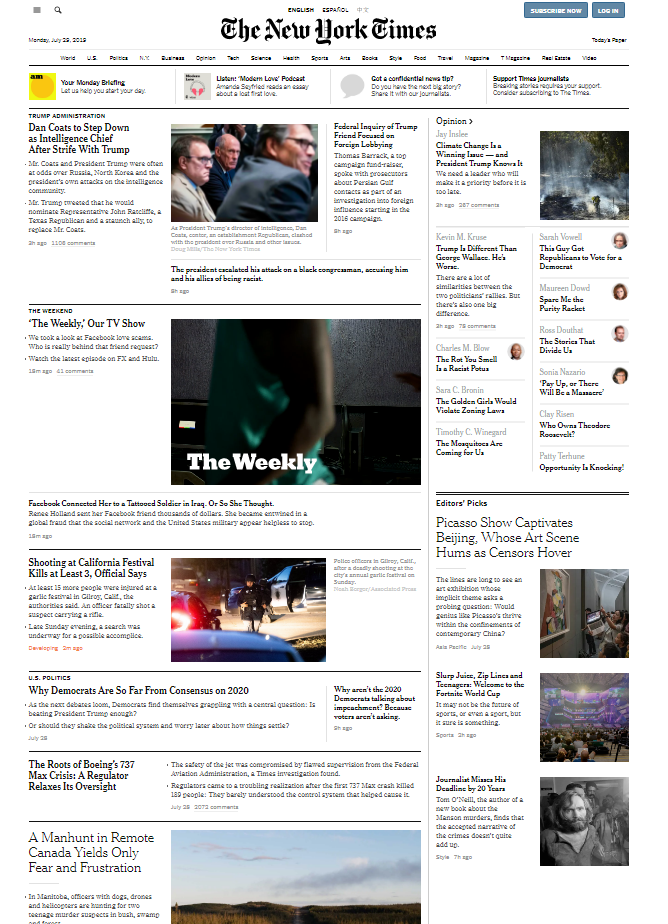 ENGLISH ESPAÑOL 中文
SUBSCRIBE NOW LOG IN
The New York Times
Monday, July 29, 2019
Today's Paper
World U.S. Politics N.Y. Business Opinion Tech Science Health Sports Arts Books Style Food Travel Magazine T Magazine Real Estate Video
am
Your Monday Briefing
Let us help you start your day.
Modern Love
Listen: 'Modern Love' Podcast
Amanda Seyfried reads an essay
about a lost first love.
Got a confidential news tip?
Do you have the next big story?
Share it with our journalists.
Support Times journalists
Breaking stories requires your support.
Consider subscribing to The Times.
TRUMP ADMINISTRATION
Dan Coats to Step Down
as Intelligence Chief
After Strife With Trump
Mr. Coats and President Trump were often
at odds over Russia, North Korea and the
president's own attacks on the intelligence
community.
Mr. Trump tweeted that he would
nominate Representative John Ratcliffe, a
Texas Republican and a staunch ally, to
replace Mr. Coats.
3h ago 1106 comments
As President Trump's director of intelligence, Dan
Coats, center, an establishment Republican, clashed
with the president over Russia and other issues.
Doug Mills/The New York Times
Federal Inquiry of Trump
Friend Focused on
Foreign Lobbying
Thomas Barrack, a top
campaign fund-raiser,
spoke with prosecutors
about Persian Gulf
contacts as part of an
investigation into foreign
influence starting in the
2016 campaign.
8h ago
The president escalated his attack on a black congressman, accusing him
and his allies of being racist.
8h ago
THE WEEKEND
'The Weekly,' Our TV Show
We took a look at Facebook love scams.
Who is really behind that friend request?
Watch the latest episode on FX and Hulu.
18m ago 41 comments
The Weekly
Facebook Connected Her to a Tattooed Soldier in Iraq. Or So She Thought.
Renee Holland sent her Facebook friend thousands of dollars. She became entwined in a
global fraud that the social network and the United States military appear helpless to stop.
18m ago
Shooting at California Festival
Kills at Least 3, Official Says
At least 15 more people were injured at a
garlic festival in Gilroy, Calif., the
authorities said. An officer fatally shot a
suspect carrying a rifle.
Late Sunday evening, a search was
underway for a possible accomplice.
Developing 3m ago
Police officers in Gilroy, Calif.,
after a deadly shooting at the
city's annual garlic festival on
Sunday.
Noah Berger/Associated Press
U.S. POLITICS
Why Democrats Are So Far From Consensus on 2020
As the next debates loom, Democrats find themselves grappling with a central question: Is
beating President Trump enough?
Or should they shake the political system and worry later about how things settle?
July 28
Why aren't the 2020
Democrats talking about
impeachment? Because
voters aren't asking.
9h ago
The Roots of Boeing's 737
Max Crisis: A Regulator
Relaxes Its Oversight
The safety of the jet was compromised by flawed supervision from the Federal
Aviation Administration, a Times investigation found.
Regulators came to a troubling realization after the first 737 Max crash killed
189 people: They barely understood the control system that helped cause it.
July 28 2073 comments
A Manhunt in Remote
Canada Yields Only
Fear and Frustration
In Manitoba, officers with dogs, drones
and helicopters are hunting for two
teenage murder suspects in bush, swamp
and forest.
Opinion >
Jay Inslee
Climate Change Is a
Winning Issue — and
President Trump Knows It
We need a leader who will
make it a priority before it is
too late.
3h ago 267 comments
Kevin M. Kruse
Trump Is Different Than
George Wallace. He's
Worse.
There are a lot of
similarities between the
two politicians' rallies. But
there's also one big
difference.
3h ago 75 comments
Charles M. Blow
The Rot You Smell
Is a Racist Potus
Sara C. Bronin
The Golden Girls Would
Violate Zoning Laws
Timothy C. Winegard
The Mosquitoes Are
Coming for Us
Sarah Vowell
This Guy Got
Republicans to Vote for a
Democrat
Maureen Dowd
Spare Me the
Purity Racket
Ross Douthat
The Stories That
Divide Us
Sonia Nazario
'Pay Up, or There
Will Be a Massacre'
Clay Risen
Who Owns Theodore
Roosevelt?
Patty Terhune
Opportunity Is Knocking!
Editors' Picks
Picasso Show Captivates
Beijing, Whose Art Scene
Hums as Censors Hover
The lines are long to see an
art exhibition whose
implicit theme asks a
probing question: Would
genius like Picasso's thrive
within the confinements of
contemporary China?
Asia Pacific July 28
Slurp Juice, Zip Lines and
Teenagers: Welcome to the
Fortnite World Cup
It may not be the future of
sports, or even a sport, but
it sure is something.
Sports 3h ago
Journalist Misses His
Deadline by 20 Years
Tom O'Neill, the author of a
new book about the
Manson murders, finds that
the accepted narrative of
the crimes doesn't quite
add up.
Style 7h ago